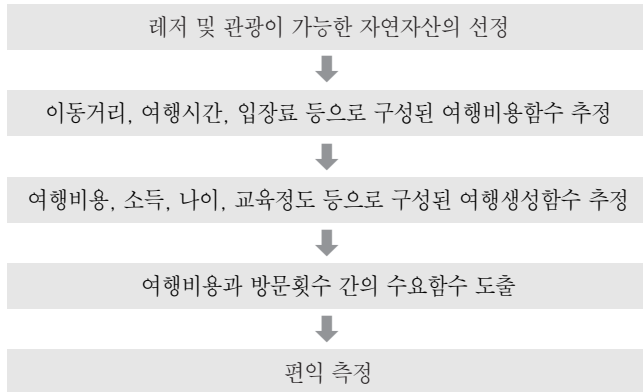 레저 및 관광이 가능한 자연자산의 선정
이동거리, 여행시간, 입장료 등으로 구성된 여행비용함수 추정
여행비용, 소득, 나이, 교육정도 등으로 구성된 여행생성함수 추정
여행비용과 방문횟수 간의 수요함수 도출
편익 측정